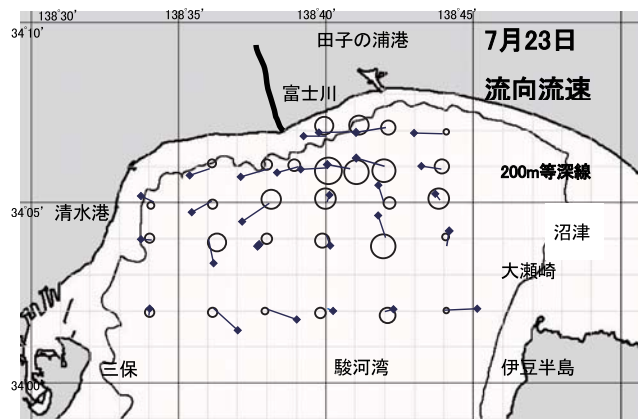 138˚30' 138˚35' 138˚40' 138˚45'
34˚10'
田子の浦港
7月23日
富士川
流向流速
200m等深線
34˚05'
清水港
沼津
大瀬崎
三保
駿河湾
伊豆半島
34˚00'